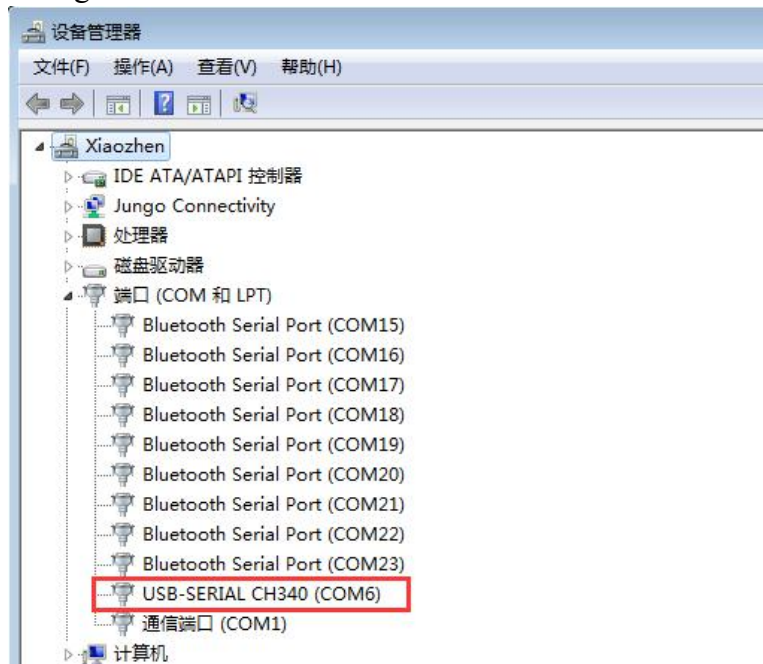 设备管理器
文件(F) 操作(A) 查看(V) 帮助(H)
Xiaozhen
IDE ATA/ATAPI 控制器
Jungo Connectivity
处理器
磁盘驱动器
端口 (COM 和 LPT)
Bluetooth Serial Port (COM15)
Bluetooth Serial Port (COM16)
Bluetooth Serial Port (COM17)
Bluetooth Serial Port (COM18)
Bluetooth Serial Port (COM19)
Bluetooth Serial Port (COM20)
Bluetooth Serial Port (COM21)
Bluetooth Serial Port (COM22)
Bluetooth Serial Port (COM23)
USB-SERIAL CH340 (COM6)
通信端口 (COM1)
计算机